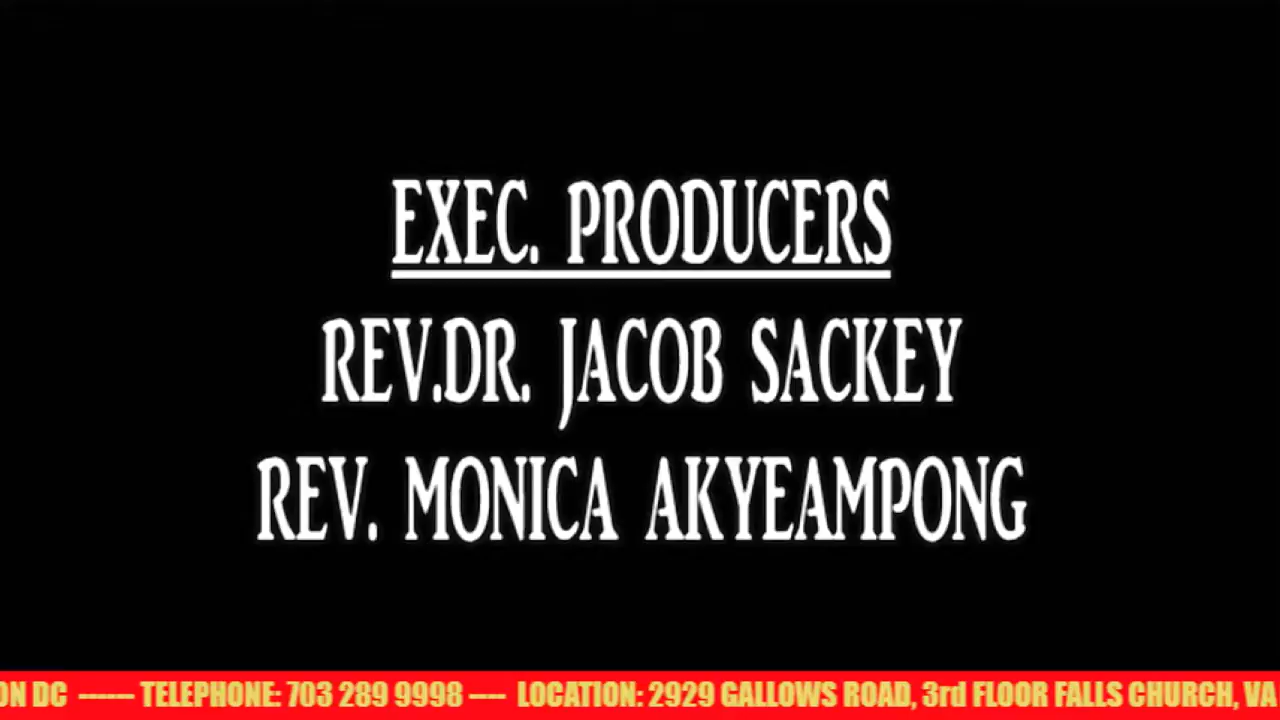 EXEC. PRODUCERS
REV.DR. JACOB SACKEY
REV. MONICA AKYEAMPONG
ON DC ------ TELEPHONE: 703 289 9998 ---- LOCATION: 2929 GALLOWS ROAD, 3rd FLOOR FALLS CHURCH, VA